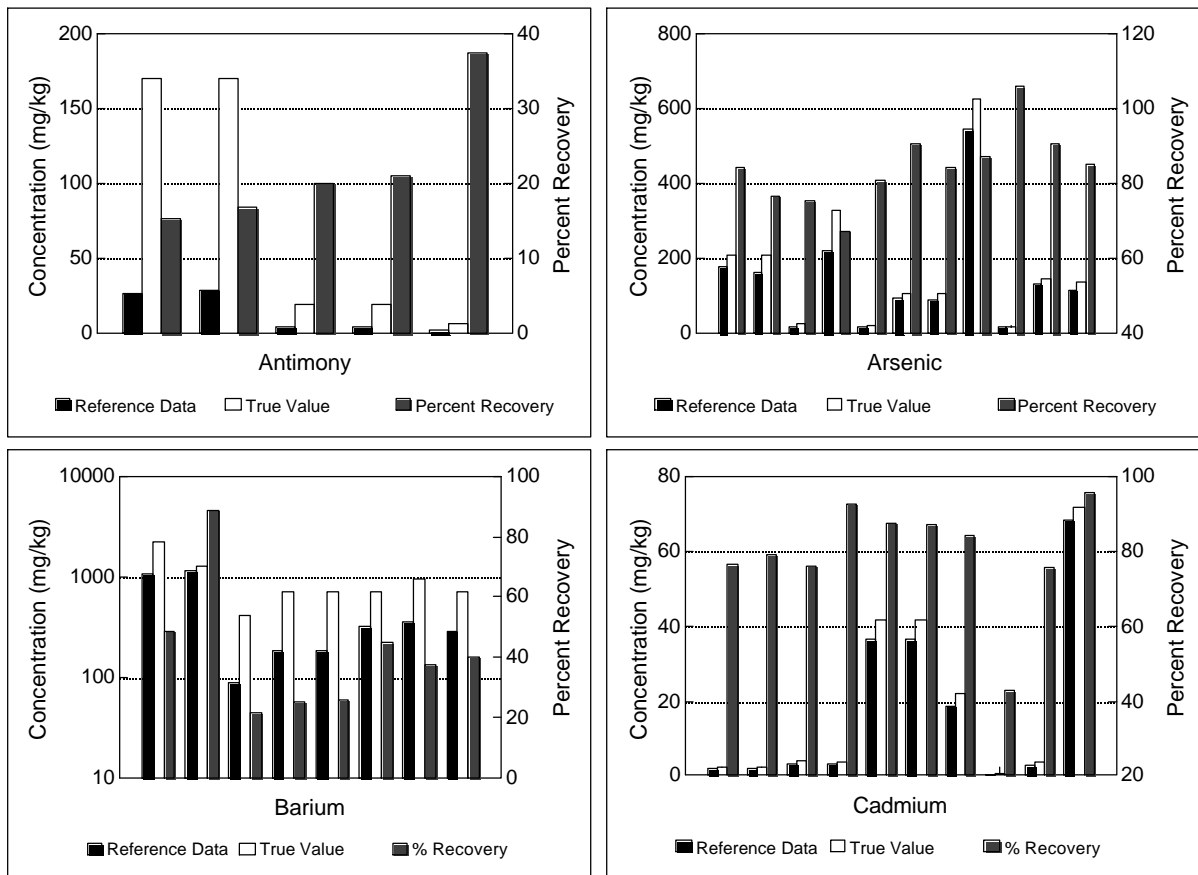 200
150
100
50
0
Concentration (mg/kg)
40
30
20
10
0
Percent Recovery
Antimony
Reference Data True Value Percent Recovery
800
600
400
200
0
Concentration (mg/kg)
120
100
80
60
40
Percent Recovery
Arsenic
Reference Data True Value Percent Recovery
10000
1000
100
10
Concentration (mg/kg)
100
80
60
40
20
0
Percent Recovery
Barium
Reference Data True Value % Recovery
80
60
40
20
0
Concentration (mg/kg)
100
80
60
40
20
Percent Recovery
Cadmium
Reference Data True Value % Recovery